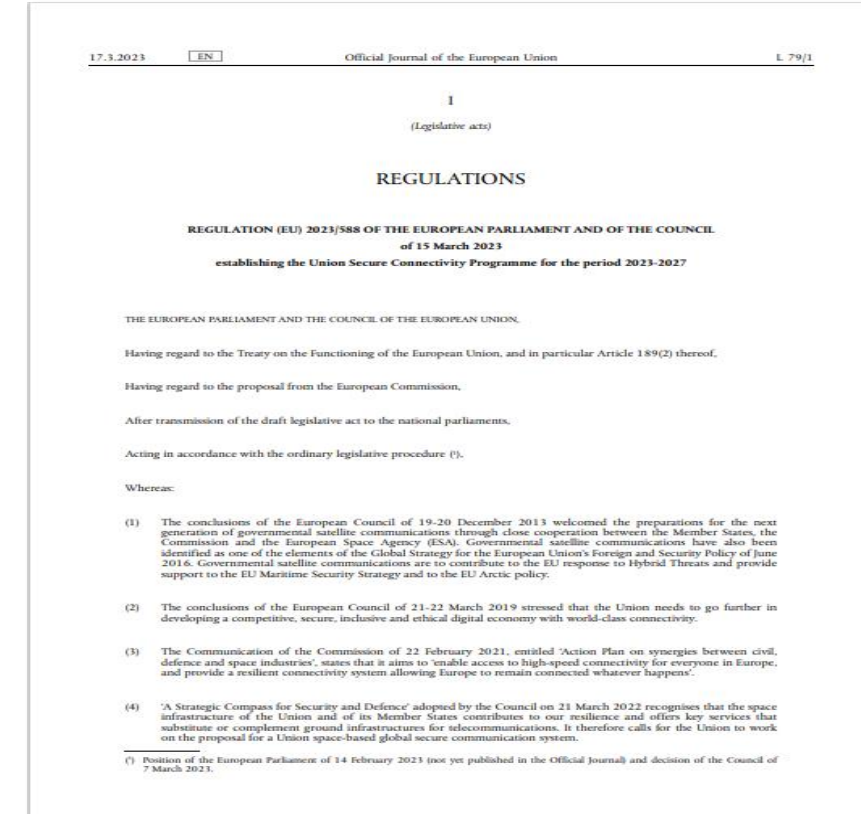 17.3.2023 EN Official Journal of the European Union L 79/1
I
(Legislative acts)
REGULATIONS
REGULATION (EU) 2023/588 OF THE EUROPEAN PARLIAMENT AND OF THE COUNCIL
of 15 March 2023
establishing the Union Secure Connectivity Programme for the period 2023-2027
THE EUROPEAN PARLIAMENT AND THE COUNCIL OF THE EUROPEAN UNION,
Having regard to the Treaty on the Functioning of the European Union, and in particular Article 189(2) thereof,
Having regard to the proposal from the European Commission,
After transmission of the draft legislative act to the national parliaments,
Acting in accordance with the ordinary legislative procedure (¹),
Whereas:
(1) The conclusions of the European Council of 19-20 December 2013 welcomed the preparations for the next
generation of governmental satellite communications through close cooperation between the Member States, the
Commission and the European Space Agency (ESA). Governmental satellite communications have also been
identified as one of the elements of the Global Strategy for the European Union's Foreign and Security Policy of June
2016. Governmental satellite communications are to contribute to the EU response to Hybrid Threats and provide
support to the EU Maritime Security Strategy and to the EU Arctic policy.
(2) The conclusions of the European Council of 21-22 March 2019 stressed that the Union needs to go further in
developing a competitive, secure, inclusive and ethical digital economy with world-class connectivity.
(3) The Communication of the Commission of 22 February 2021, entitled 'Action Plan on synergies between civil,
defence and space industries', states that it aims to 'enable access to high-speed connectivity for everyone in Europe,
and provide a resilient connectivity system allowing Europe to remain connected whatever happens'.
(4) 'A Strategic Compass for Security and Defence' adopted by the Council on 21 March 2022 recognises that the space
infrastructure of the Union and of its Member States contributes to our resilience and offers key services that
substitute or complement ground infrastructures for telecommunications. It therefore calls for the Union to work
on the proposal for a Union space-based global secure communication system.
(¹) Position of the European Parliament of 14 February 2023 (not yet published in the Official Journal) and decision of the Council of
7 March 2023.